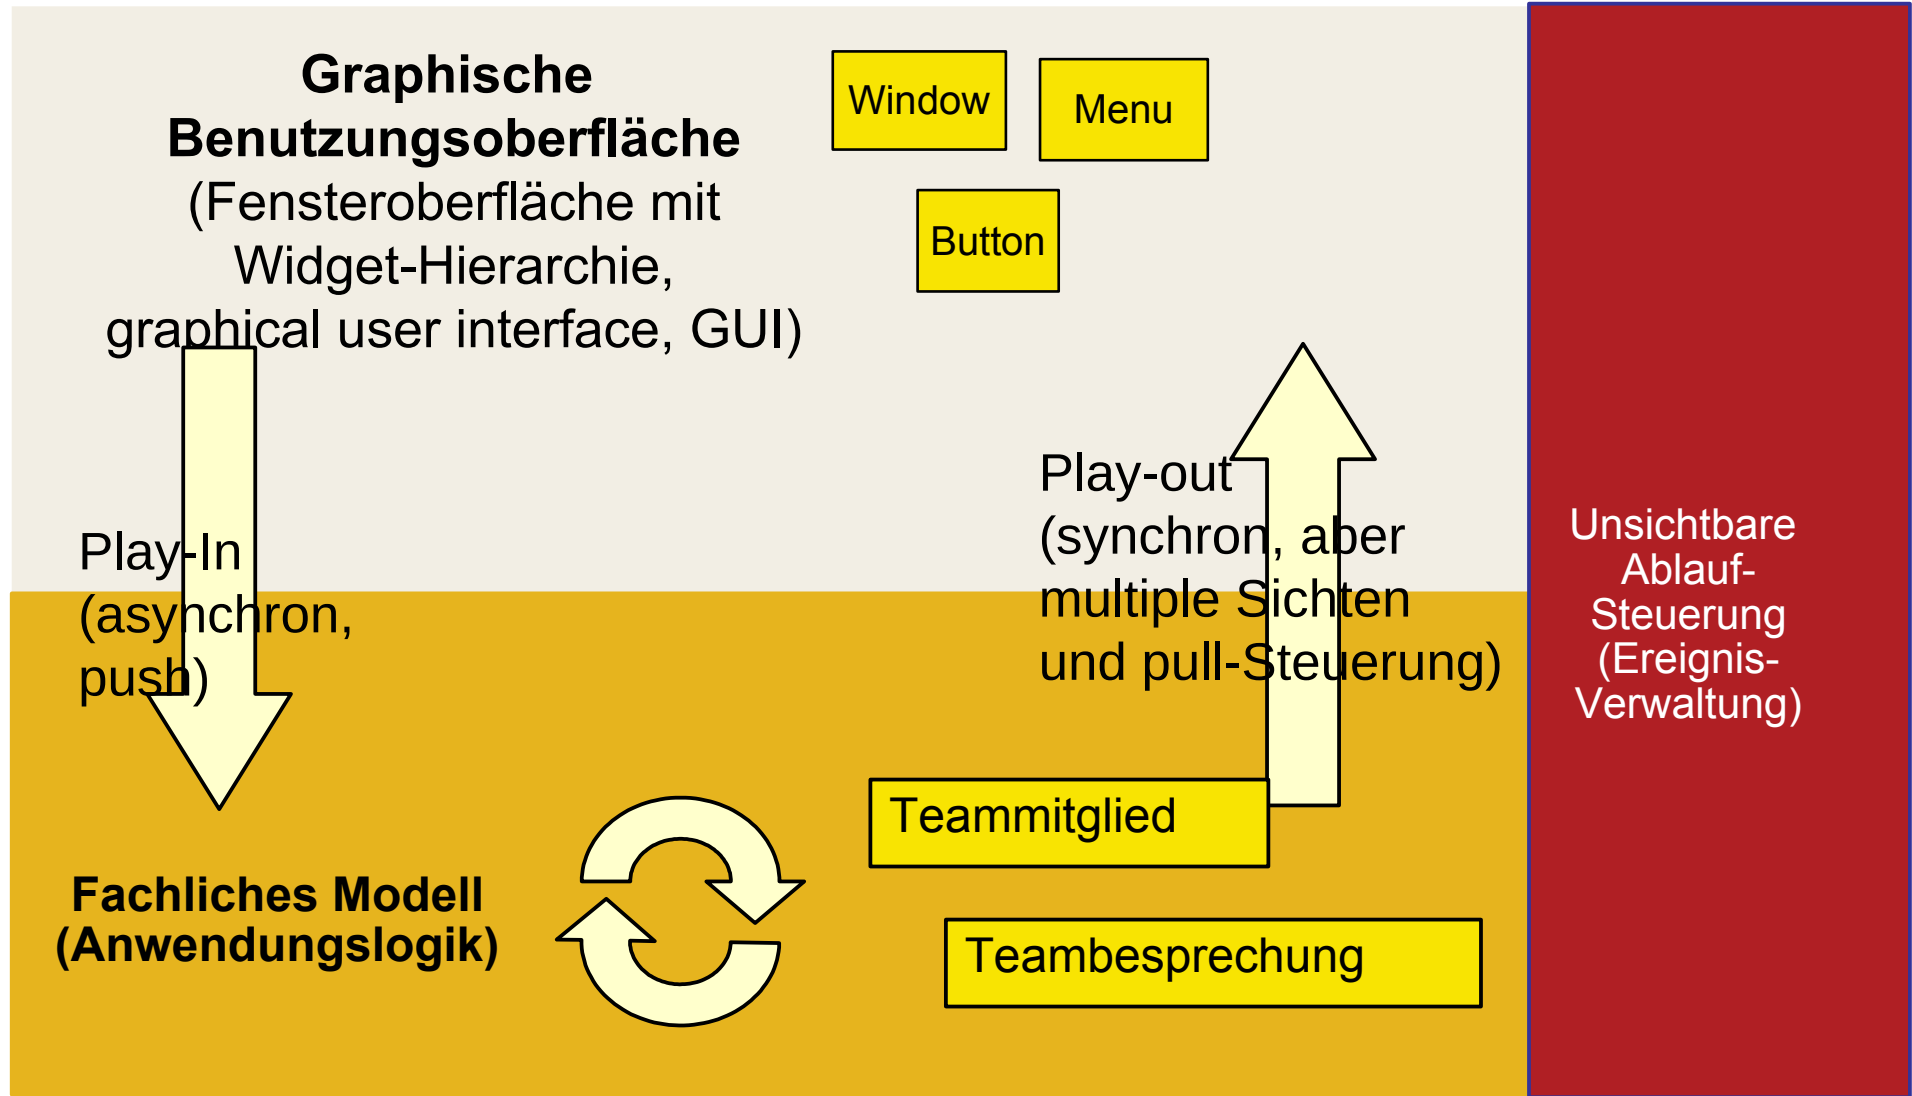 Graphische
Benutzungsoberfläche
(Fensteroberfläche mit
Widget-Hierarchie,
graphical user interface, GUI)
Window
Menu
Button
Play-In
(asynchron,
push)
Play-out
(synchron, aber
multiple Sichten
und pull-Steuerung)
Unsichtbare
Ablauf-
Steuerung
(Ereignis-
Verwaltung)
Fachliches Modell
(Anwendungslogik)
Teammitglied
Teambesprechung